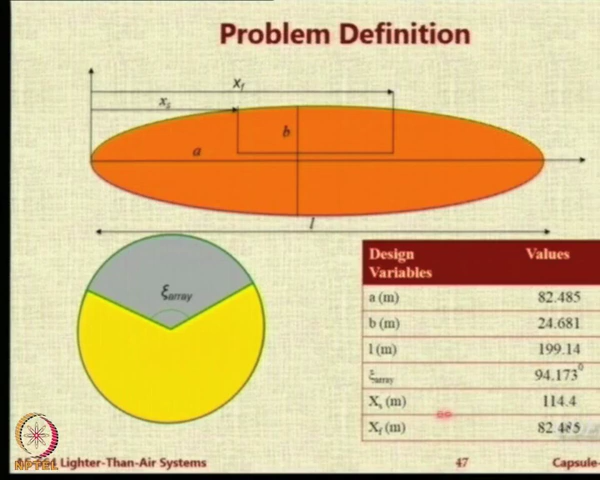 Problem Definition
X_f
x_s
b
a
l
ξ_array
Design Variables Values
a (m) 82.485
b (m) 24.681
l (m) 199.14
ξ_array 94.173⁰
X_s (m) 114.4
X_f (m) 82.485
NPTEL
Lighter-Than-Air Systems 47 Capsule-